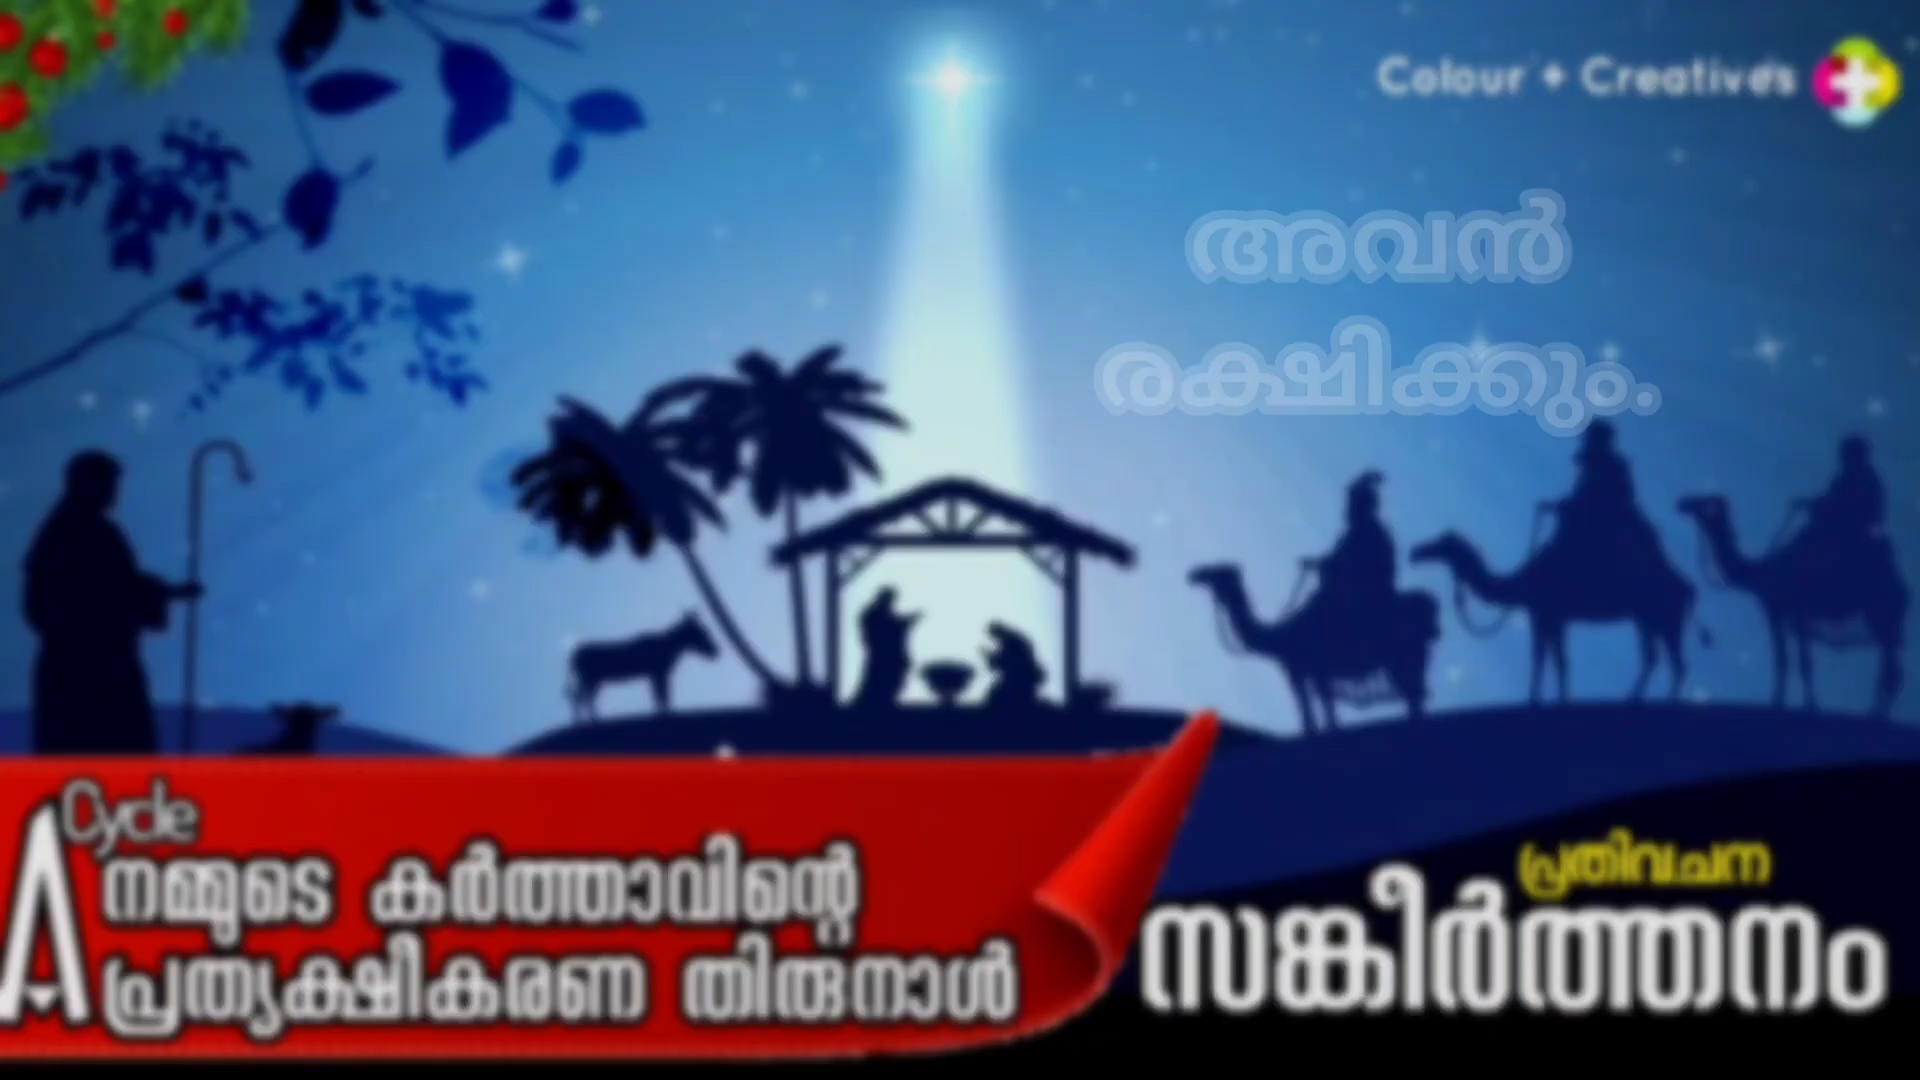 Colour + Creatives
അവൻ
രക്ഷിക്കും.
Cycle
A
നമ്മുടെ കർത്താവിന്റെ
പ്രത്യക്ഷീകരണ തിരുനാൾ
പ്രതിവചന
സങ്കീർത്തനം